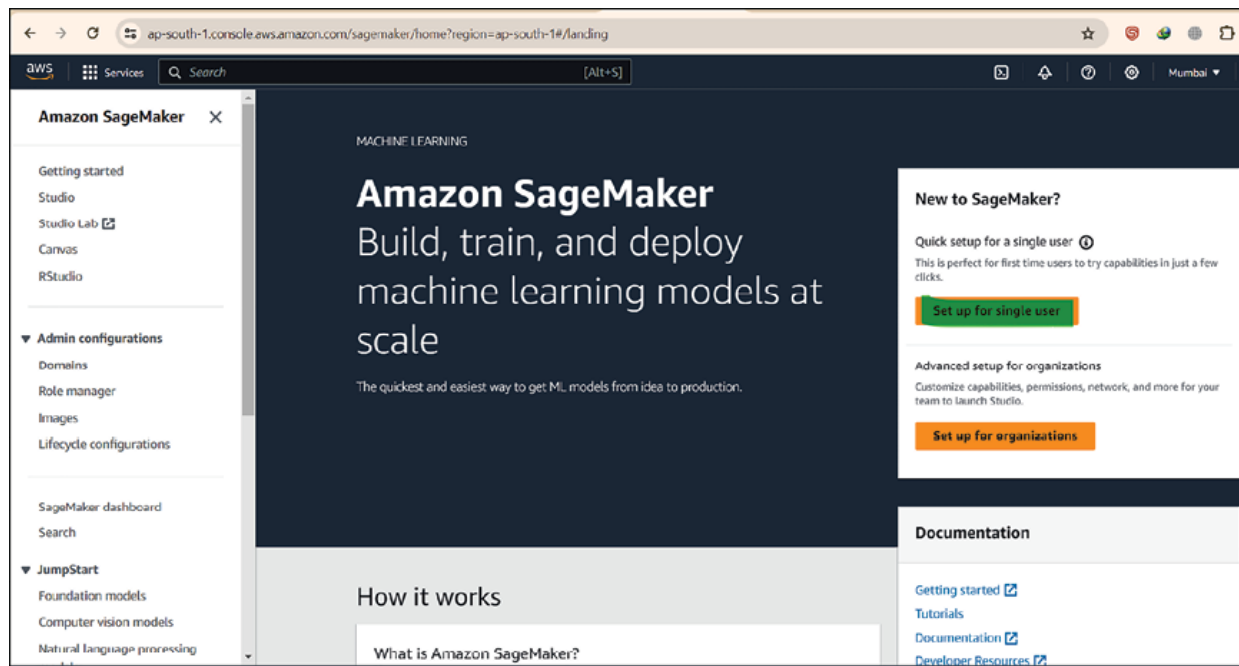 ap-south-1.console.aws.amazon.com/sagemaker/home?region=ap-south-1#/landing
aws
Services
Search
[Alt+S]
Mumbai
Amazon SageMaker
Getting started
Studio
Studio Lab
Canvas
RStudio
Admin configurations
Domains
Role manager
Images
Lifecycle configurations
SageMaker dashboard
Search
JumpStart
Foundation models
Computer vision models
Natural language processing
MACHINE LEARNING
Amazon SageMaker
Build, train, and deploy
machine learning models at
scale
The quickest and easiest way to get ML models from idea to production.
How it works
What is Amazon SageMaker?
New to SageMaker?
Quick setup for a single user
This is perfect for first time users to try capabilities in just a few
clicks.
Set up for single user
Advanced setup for organizations
Customize capabilities, permissions, network, and more for your
team to launch Studio.
Set up for organizations
Documentation
Getting started
Tutorials
Documentation
Developer Resources